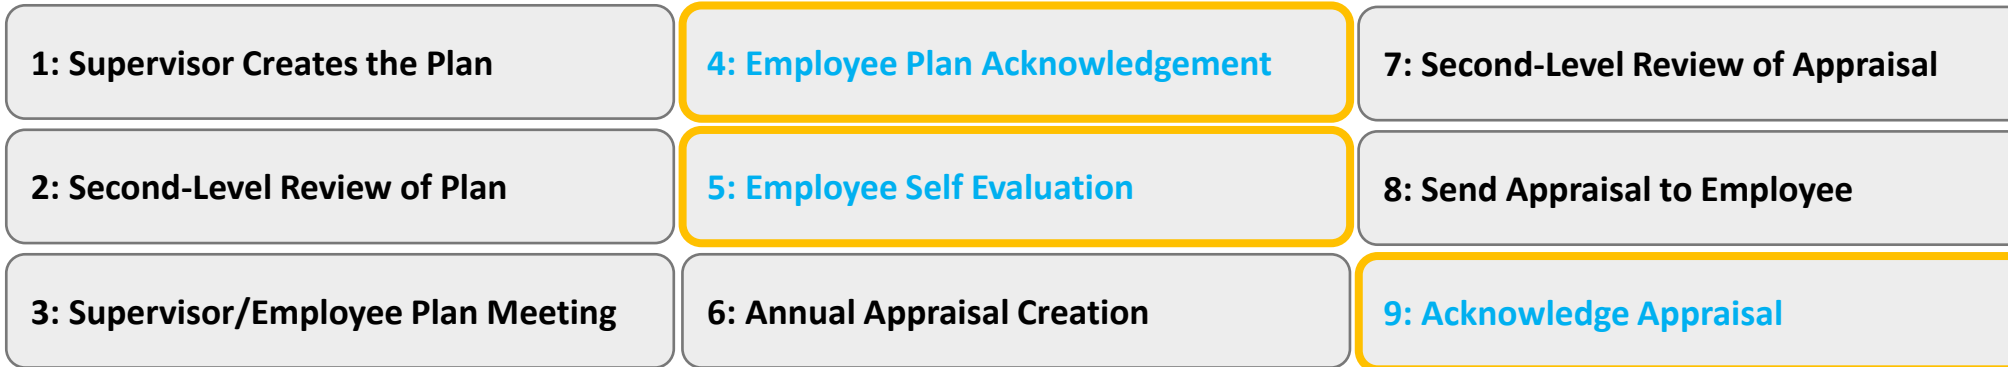 1: Supervisor Creates the Plan
2: Second-Level Review of Plan
3: Supervisor/Employee Plan Meeting
4: Employee Plan Acknowledgement
5: Employee Self Evaluation
6: Annual Appraisal Creation
7: Second-Level Review of Appraisal
8: Send Appraisal to Employee
9: Acknowledge Appraisal